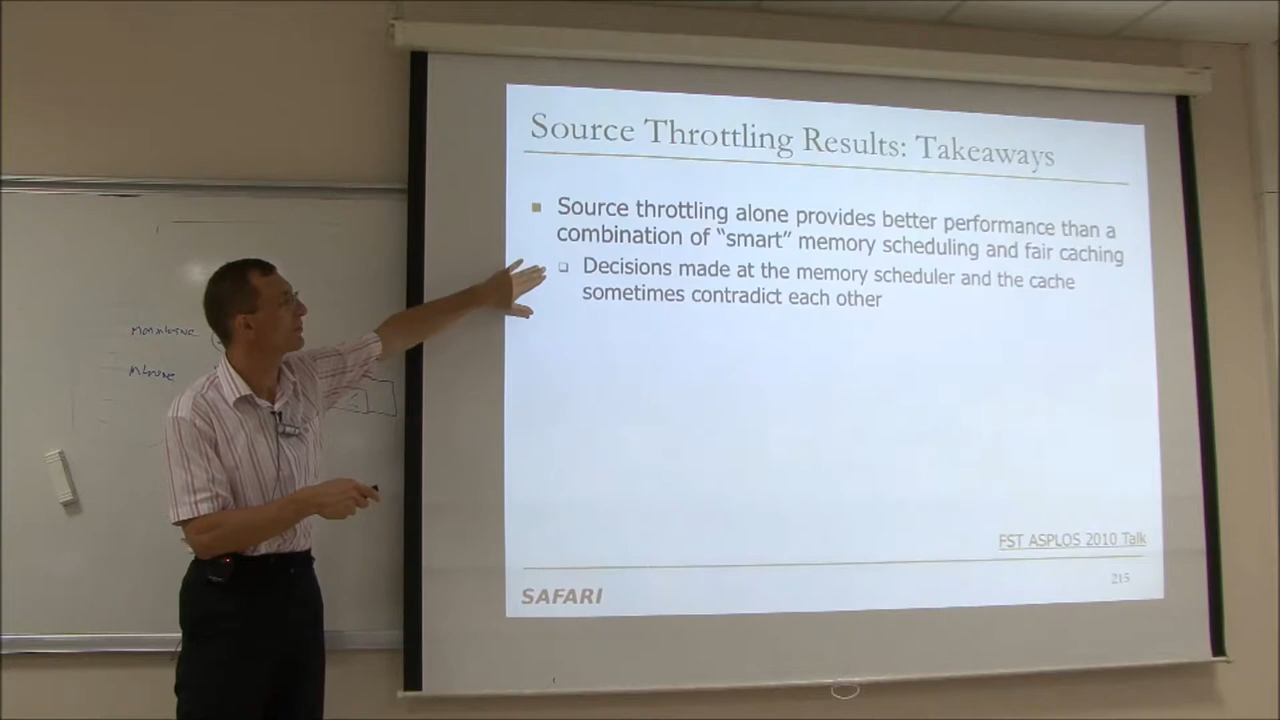 Source Throttling Results: Takeaways
Source throttling alone provides better performance than a
combination of “smart” memory scheduling and fair caching
Decisions made at the memory scheduler and the cache
sometimes contradict each other
FST ASPLOS 2010 Talk
215
SAFARI